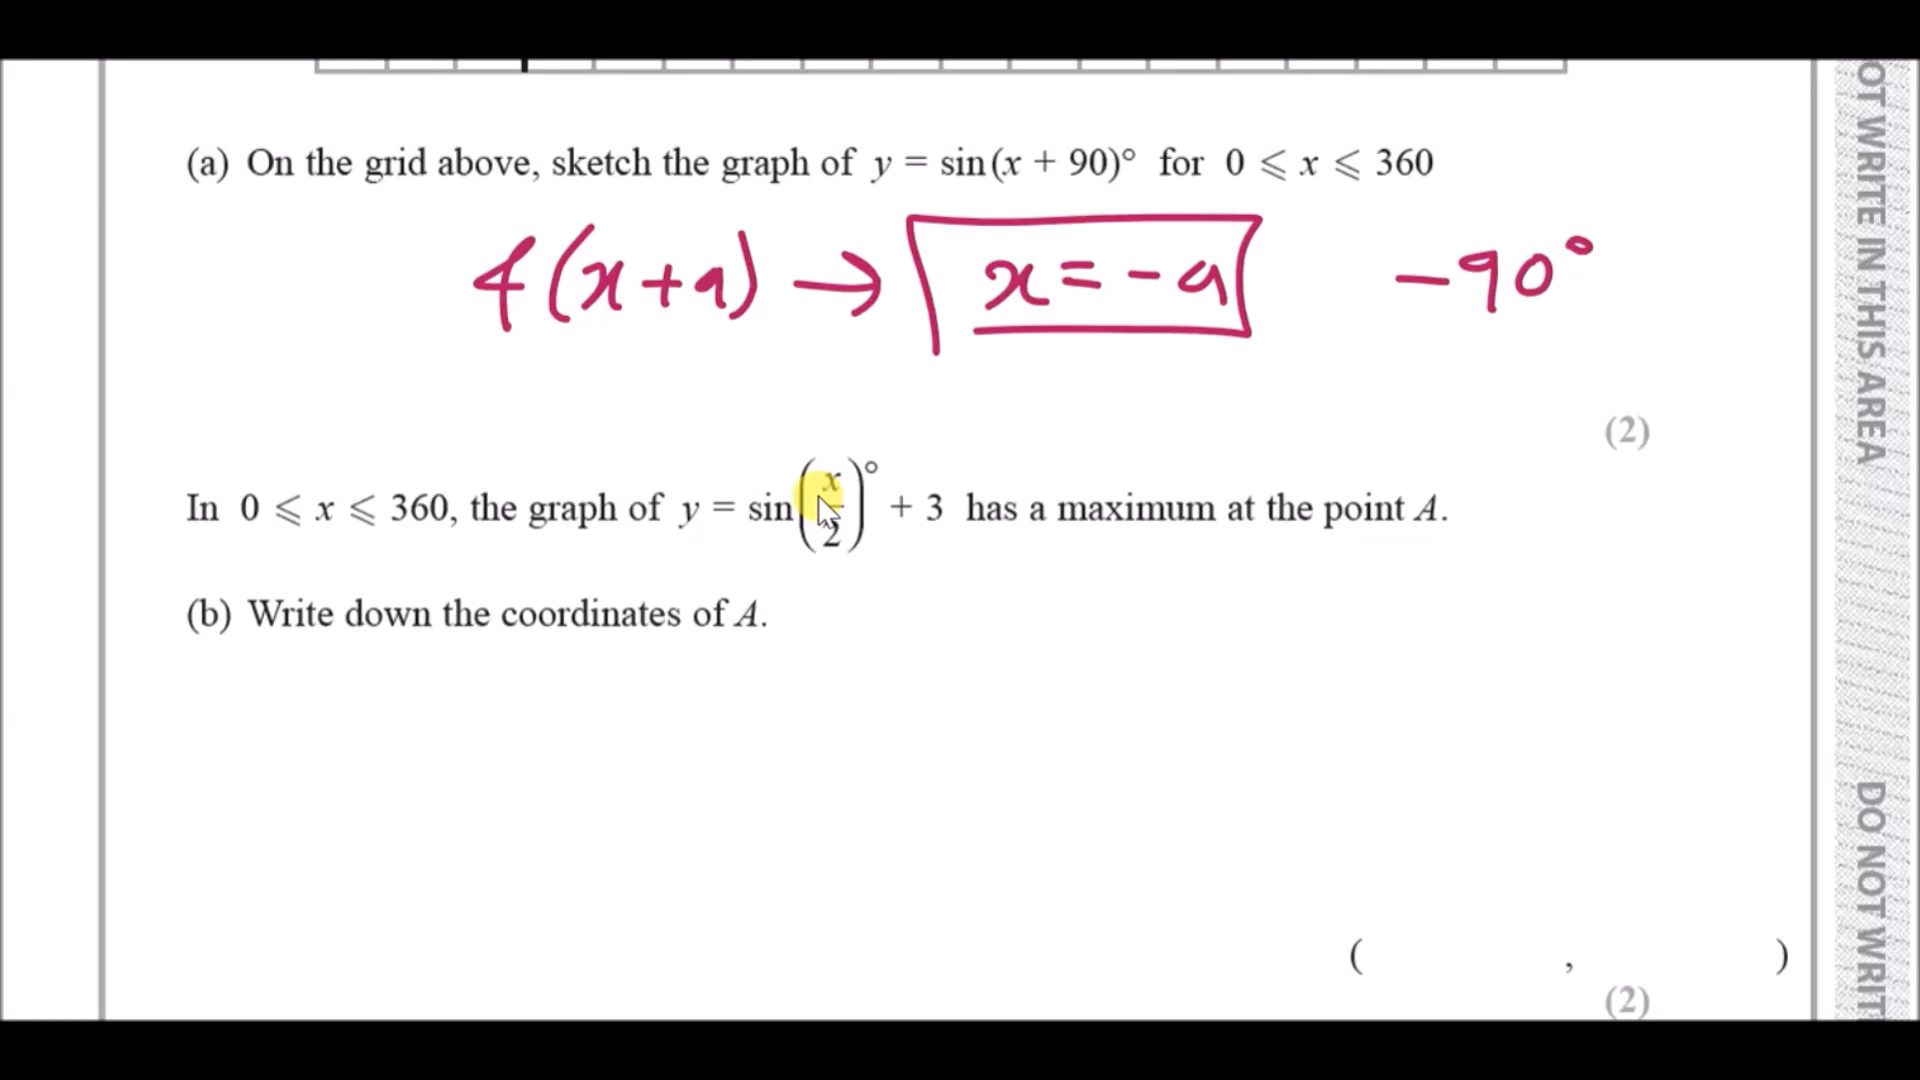 (a) On the grid above, sketch the graph of y = sin(x + 90)° for 0 ⩽ x ⩽ 360
f(x+a) → x = -a -90°
(2)
In 0 ⩽ x ⩽ 360, the graph of y = sin(x/2)° + 3 has a maximum at the point A.
(b) Write down the coordinates of A.
( , )
(2)
OT WRITE IN THIS AREA
DO NOT WRIT